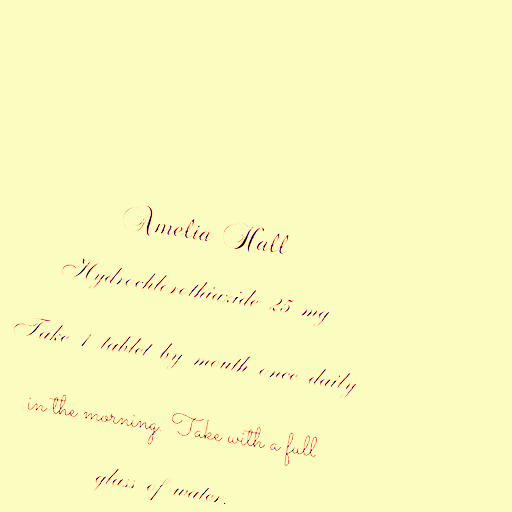 Amelia Hall
Hydrochlorothiazide 25 mg
Take 1 tablet by mouth once daily
in the morning. Take with a full
glass of water.